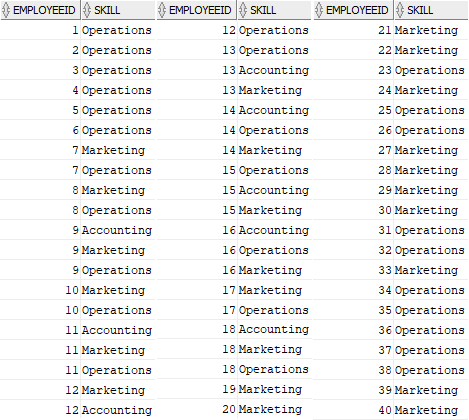 EMPLOYEEID SKILL EMPLOYEEID SKILL EMPLOYEEID SKILL
1 Operations 12 Operations 21 Marketing
2 Operations 13 Operations 22 Marketing
3 Operations 13 Accounting 23 Operations
4 Operations 13 Marketing 24 Marketing
5 Operations 14 Accounting 25 Operations
6 Operations 14 Operations 26 Operations
7 Marketing 14 Marketing 27 Marketing
7 Operations 15 Operations 28 Marketing
8 Marketing 15 Accounting 29 Marketing
8 Operations 15 Marketing 30 Marketing
9 Accounting 16 Accounting 31 Operations
9 Marketing 16 Operations 32 Operations
9 Operations 16 Marketing 33 Marketing
10 Marketing 17 Marketing 34 Operations
10 Operations 17 Operations 35 Operations
11 Accounting 18 Accounting 36 Operations
11 Marketing 18 Marketing 37 Operations
11 Operations 18 Operations 38 Operations
12 Marketing 19 Marketing 39 Marketing
12 Accounting 20 Marketing 40 Marketing